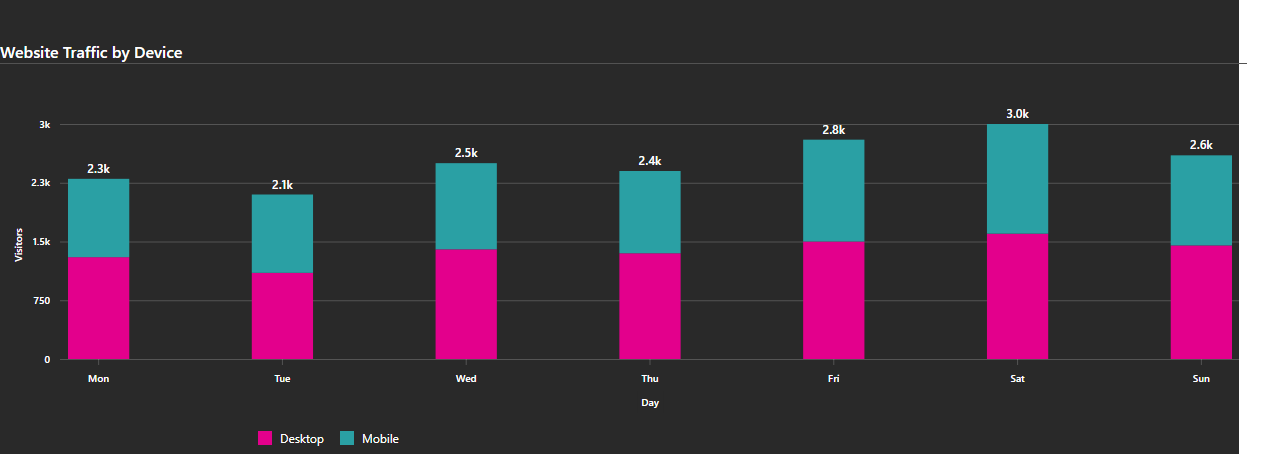 Website Traffic by Device
3.0k
3k
2.8k
2.5k
2.4k
2.6k
2.3k
2.3k
2.1k
Visitors
1.5k
750
0
Mon Tue Wed Thu Fri Sat Sun
Day
Desktop Mobile